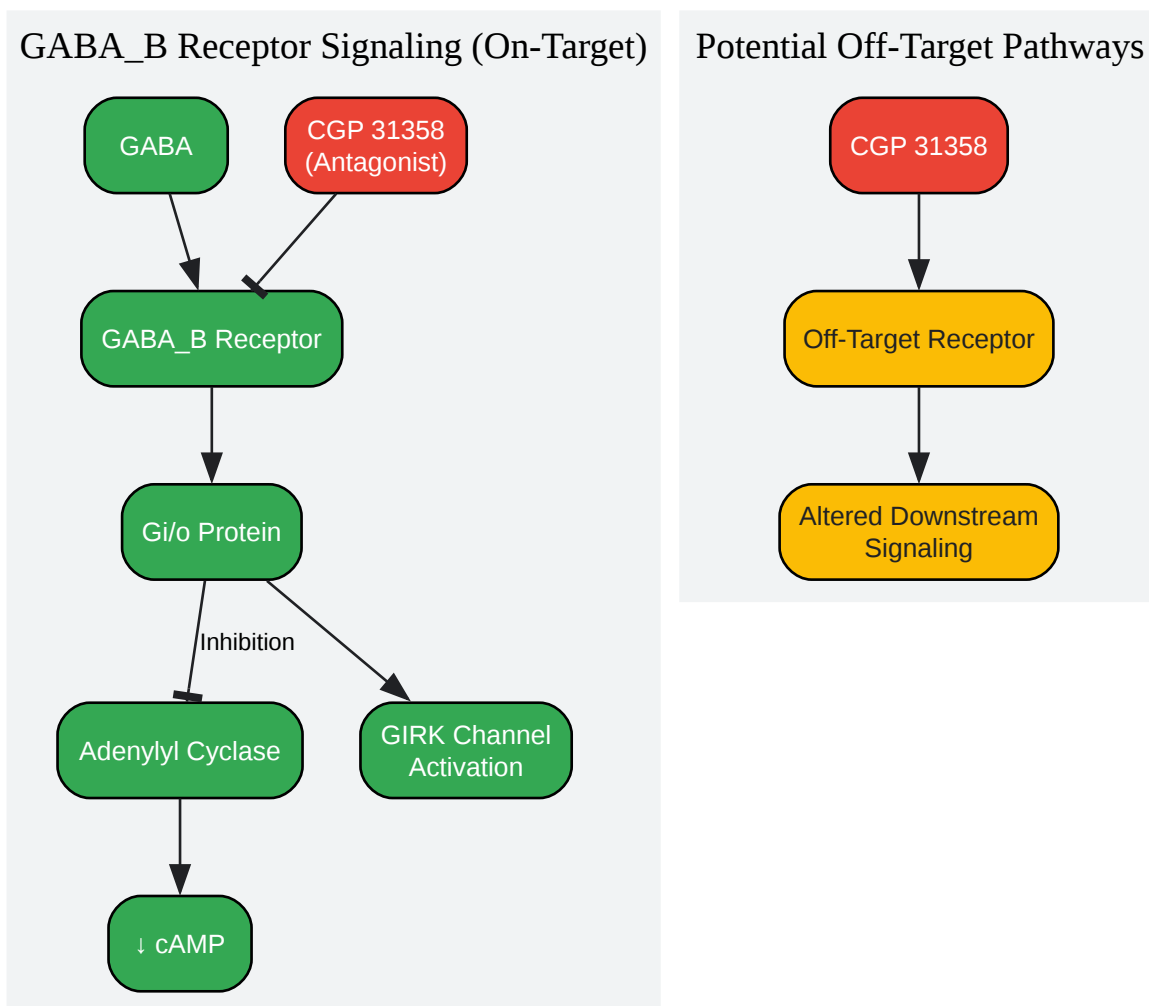 GABA_B Receptor Signaling (On-Target)
GABA
CGP 31358
(Antagonist)
GABA_B Receptor
Gi/o Protein
Inhibition
Adenylyl Cyclase
GIRK Channel
Activation
↓ cAMP
Potential Off-Target Pathways
CGP 31358
Off-Target Receptor
Altered Downstream
Signaling